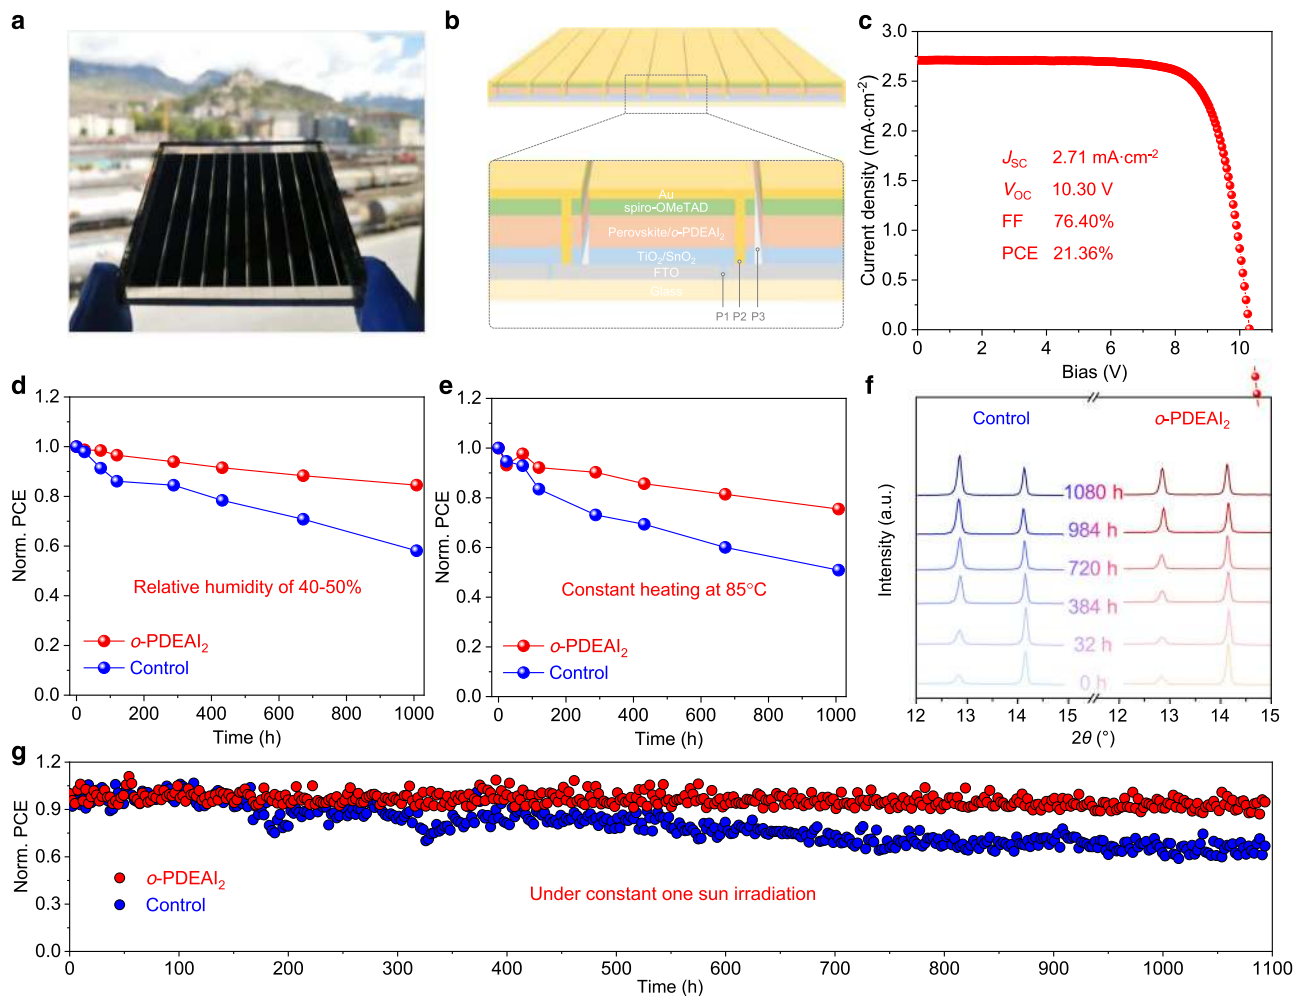 a
b
Au
spiro-OMeTAD
Perovskite/o-PDEAI₂
TiO₂/SnO₂
FTO
Glass
P1 P2 P3
c
3.0
2.5
2.0
1.5
1.0
0.5
0.0
Current density (mA·cm⁻²)
J_SC 2.71 mA·cm⁻²
V_OC 10.30 V
FF 76.40%
PCE 21.36%
0 2 4 6 8 10
Bias (V)
d
1.2
1.0
0.8
0.6
0.4
0.2
0.0
Norm. PCE
Relative humidity of 40-50%
o-PDEAI₂
Control
0 200 400 600 800 1000
Time (h)
e
1.2
1.0
0.8
0.6
0.4
0.2
0.0
Norm. PCE
Constant heating at 85°C
o-PDEAI₂
Control
0 200 400 600 800 1000
Time (h)
f
Control o-PDEAI₂
Intensity (a.u.)
1080 h
984 h
720 h
384 h
32 h
0 h
12 13 14 15 12 13 14 15
2θ (°)
g
1.2
0.9
0.6
0.3
0.0
Norm. PCE
o-PDEAI₂
Control
Under constant one sun irradiation
0 100 200 300 400 500 600 700 800 900 1000 1100
Time (h)